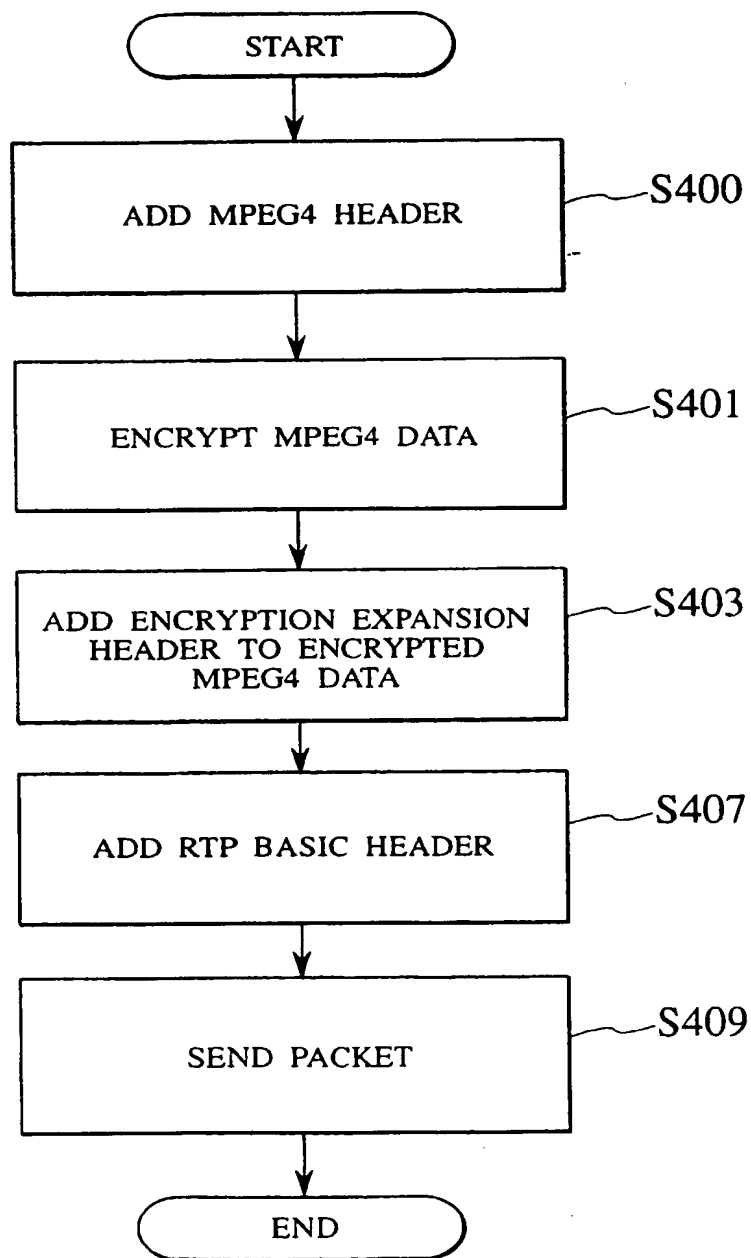 START
ADD MPEG4 HEADER
S400
ENCRYPT MPEG4 DATA
S401
ADD ENCRYPTION EXPANSION
HEADER TO ENCRYPTED
MPEG4 DATA
S403
ADD RTP BASIC HEADER
S407
SEND PACKET
S409
END